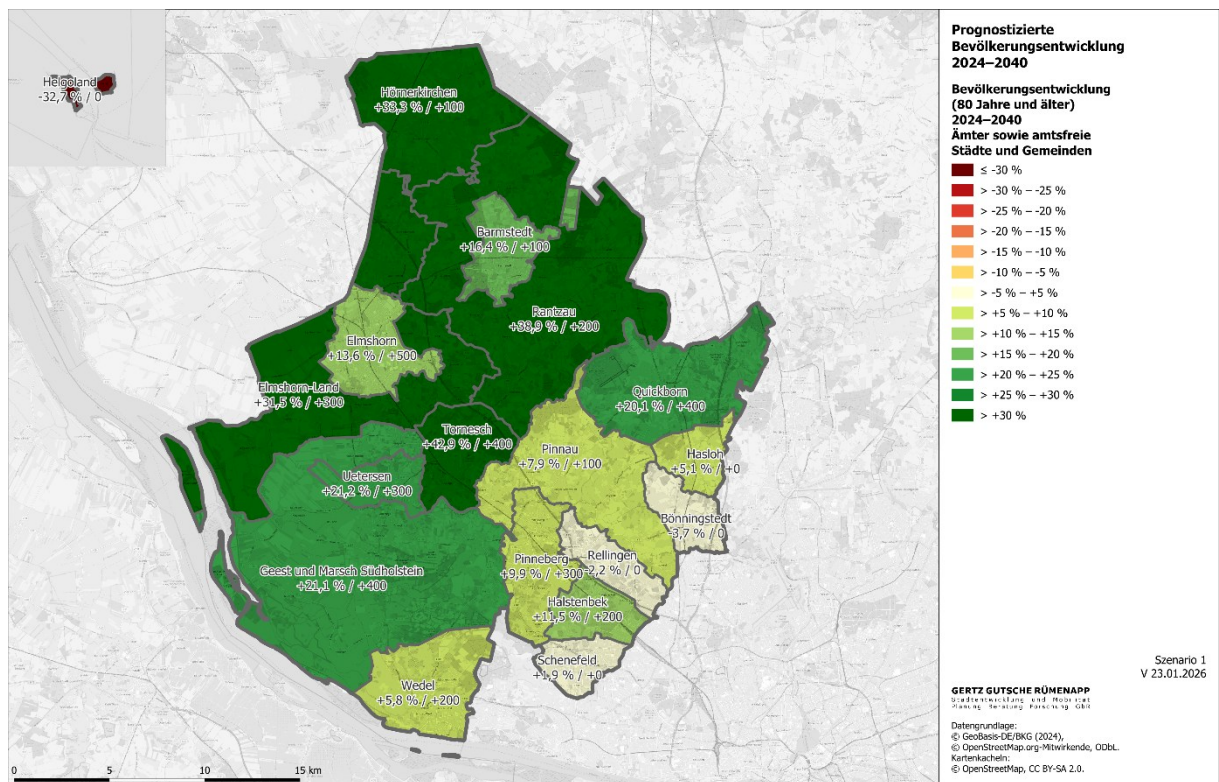 Helgoland
-32,7 % / 0
Hörnerkirchen
+33,3 % / +100
Barmstedt
+16,4 % / +100
Rantzau
+38,9 % / +200
Elmshorn
+13,6 % / +500
Elmshorn-Land
+31,5 % / +300
Quickborn
+20,1 % / +400
Tornesch
+42,9 % / +400
Pinnau
+7,9 % / +100
Hasloh
+5,1 % / +0
Uetersen
+21,2 % / +300
Bönningstedt
-3,7 % / 0
Rellingen
-2,2 % / 0
Pinneberg
+9,9 % / +300
Geest und Marsch Südholstein
+21,1 % / +400
Halstenbek
+11,5 % / +200
Schenefeld
+1,9 % / +0
Wedel
+5,8 % / +200
0 5 10 15 km
Prognostizierte
Bevölkerungsentwicklung
2024–2040
Bevölkerungsentwicklung
(80 Jahre und älter)
2024–2040
Ämter sowie amtsfreie
Städte und Gemeinden
≤ -30 %
> -30 % – -25 %
> -25 % – -20 %
> -20 % – -15 %
> -15 % – -10 %
> -10 % – -5 %
> -5 % – +5 %
> +5 % – +10 %
> +10 % – +15 %
> +15 % – +20 %
> +20 % – +25 %
> +25 % – +30 %
> +30 %
Szenario 1
V 23.01.2026
GERTZ GUTSCHE RÜMENAPP
Stadtentwicklung und Mobilität
Planung Beratung Forschung GbR
Datengrundlage:
© GeoBasis-DE/BKG (2024),
© OpenStreetMap.org-Mitwirkende, ODbL.
Kartenkacheln:
© OpenStreetMap, CC BY-SA 2.0.